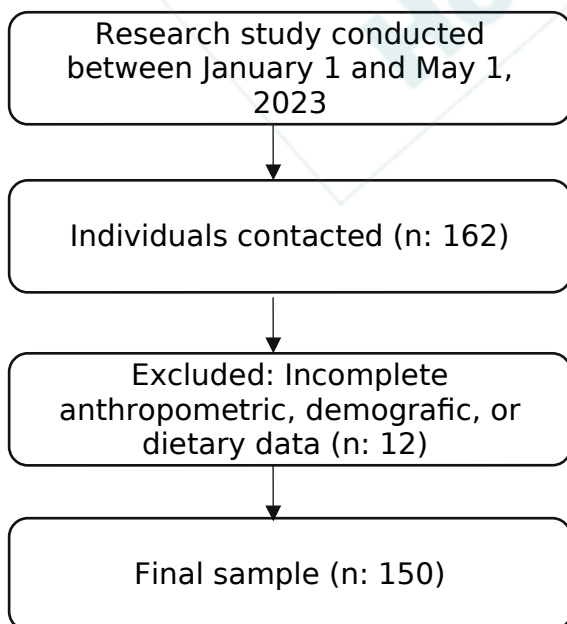 Research study conducted
between January 1 and May 1,
2023
Individuals contacted (n: 162)
Excluded: Incomplete
anthropometric, demografic, or
dietary data (n: 12)
Final sample (n: 150)